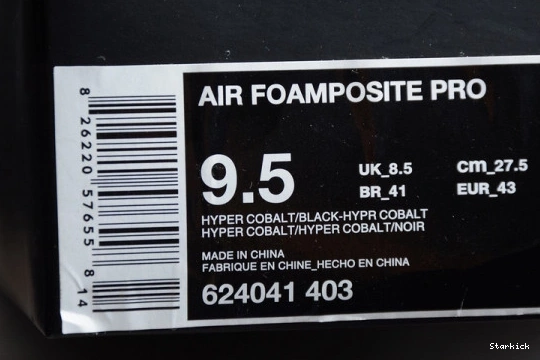 AIR FOAMPOSITE PRO
9.5
UK_8.5 cm_27.5
BR_41 EUR_43
HYPER COBALT/BLACK-HYPR COBALT
HYPER COBALT/HYPER COBALT/NOIR
MADE IN CHINA
FABRIQUE EN CHINE_HECHO EN CHINA
624041 403
8 26220 57655 8 14
Starkick